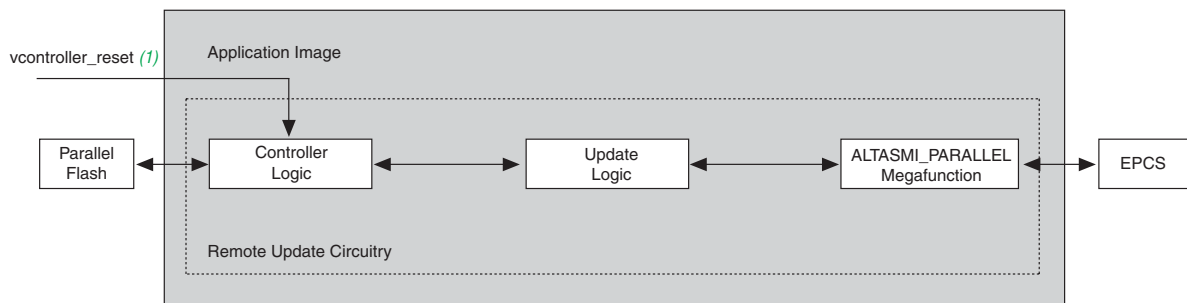 Application Image
vcontroller_reset (1)
Parallel
Flash
Controller
Logic
Update
Logic
ALTASMI_PARALLEL
Megafunction
EPCS
Remote Update Circuitry